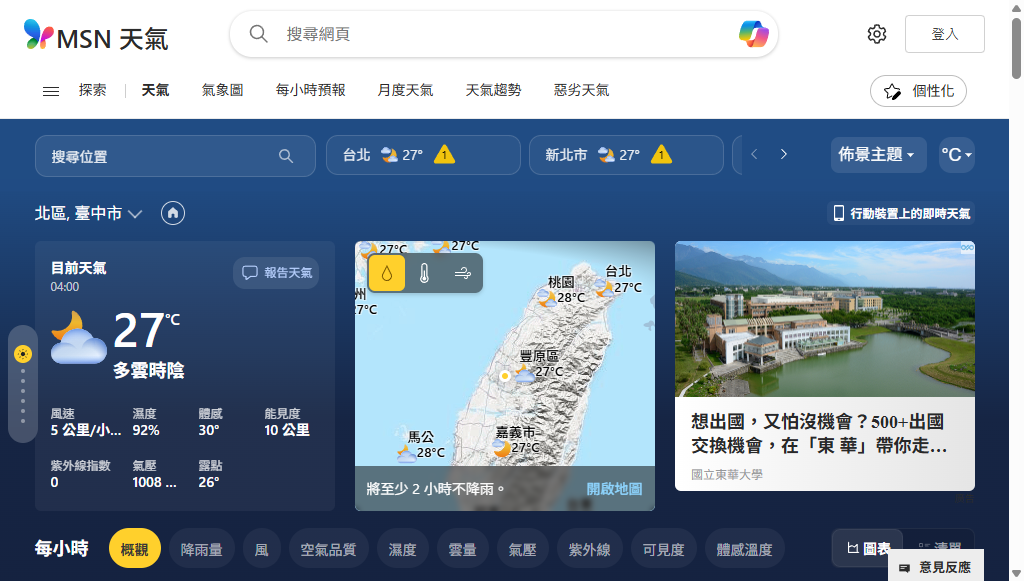 MSN 天氣
搜尋網頁
登入
探索
天氣
氣象圖
每小時預報
月度天氣
天氣趨勢
惡劣天氣
個性化
搜尋位置
台北 27° 1
新北市 27° 1
佈景主題
°C
北區, 臺中市
行動裝置上的即時天氣
目前天氣
04:00
報告天氣
27°C
多雲時陰
風速
5 公里/小...
濕度
92%
體感
30°
能見度
10 公里
紫外線指數
0
氣壓
1008 ...
露點
26°
27°C
27°C
州
7°C
桃園
28°C
台北
27°C
豐原區
27°C
馬公
28°C
嘉義市
27°C
將至少 2 小時不降雨。
開啟地圖
想出國，又怕沒機會？500+出國
交換機會，在「東 華」帶你走...
國立東華大學
每小時
概觀
降雨量
風
空氣品質
濕度
雲量
氣壓
紫外線
可見度
體感溫度
圖表
清單
意見反應